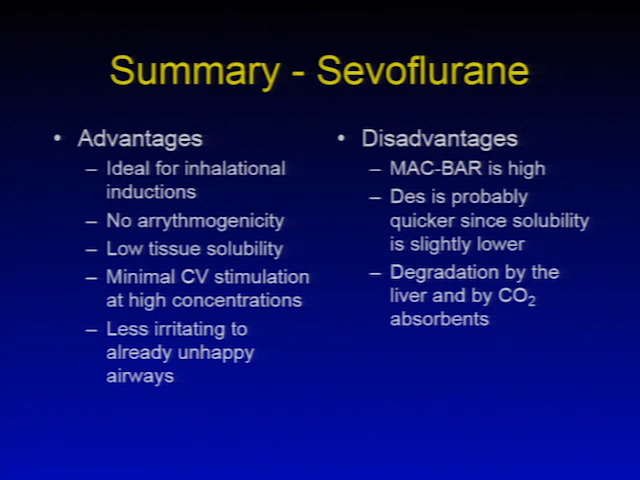 Summary - Sevoflurane
• Advantages
– Ideal for inhalational
inductions
– No arrythmogenicity
– Low tissue solubility
– Minimal CV stimulation
at high concentrations
– Less irritating to
already unhappy
airways
• Disadvantages
– MAC-BAR is high
– Des is probably
quicker since solubility
is slightly lower
– Degradation by the
liver and by CO₂
absorbents